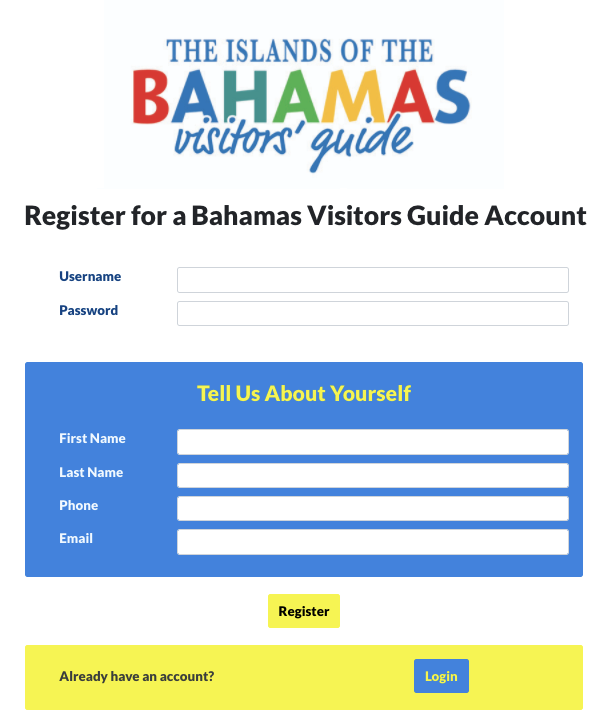 THE ISLANDS OF THE
BAHAMAS
visitors' guide
Register for a Bahamas Visitors Guide Account
Username
Password
Tell Us About Yourself
First Name
Last Name
Phone
Email
Register
Already have an account?
Login